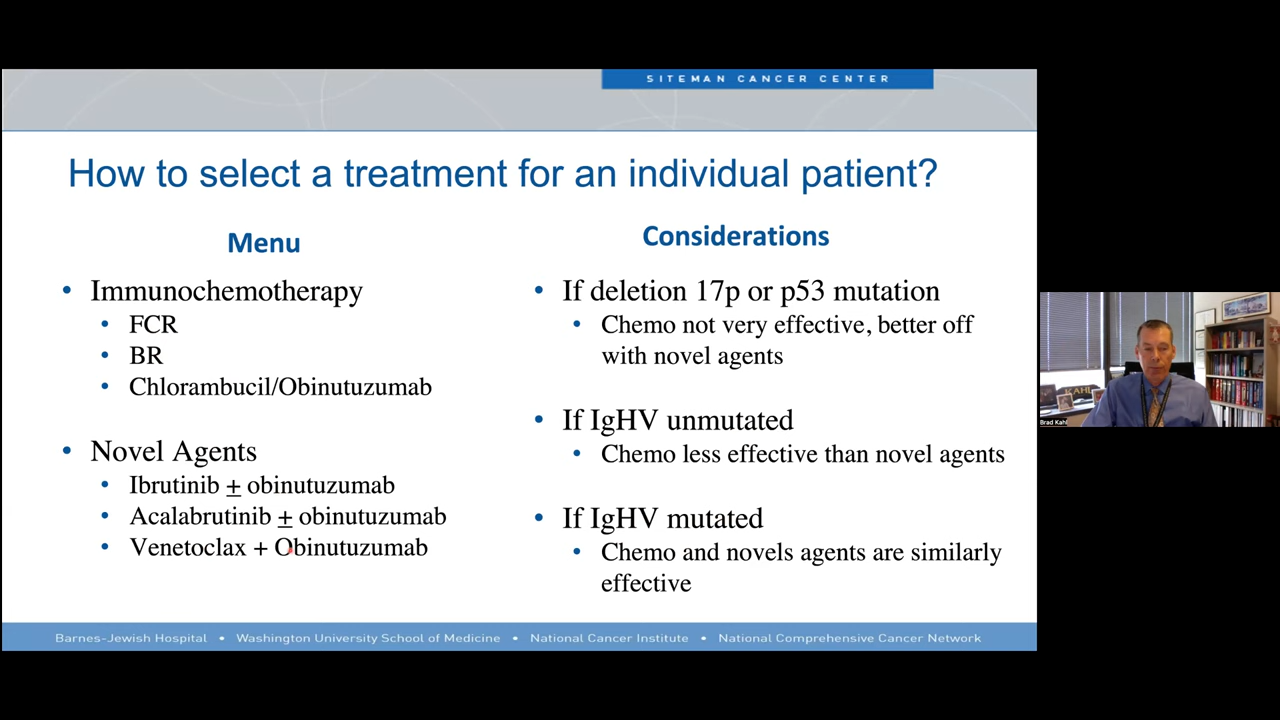 SITEMAN CANCER CENTER
How to select a treatment for an individual patient?
Menu
• Immunochemotherapy
• FCR
• BR
• Chlorambucil/Obinutuzumab
• Novel Agents
• Ibrutinib ± obinutuzumab
• Acalabrutinib ± obinutuzumab
• Venetoclax + Obinutuzumab
Considerations
• If deletion 17p or p53 mutation
• Chemo not very effective, better off
with novel agents
• If IgHV unmutated
• Chemo less effective than novel agents
• If IgHV mutated
• Chemo and novels agents are similarly
effective
Barnes-Jewish Hospital • Washington University School of Medicine • National Cancer Institute • National Comprehensive Cancer Network
KAHL
Brad Kahl